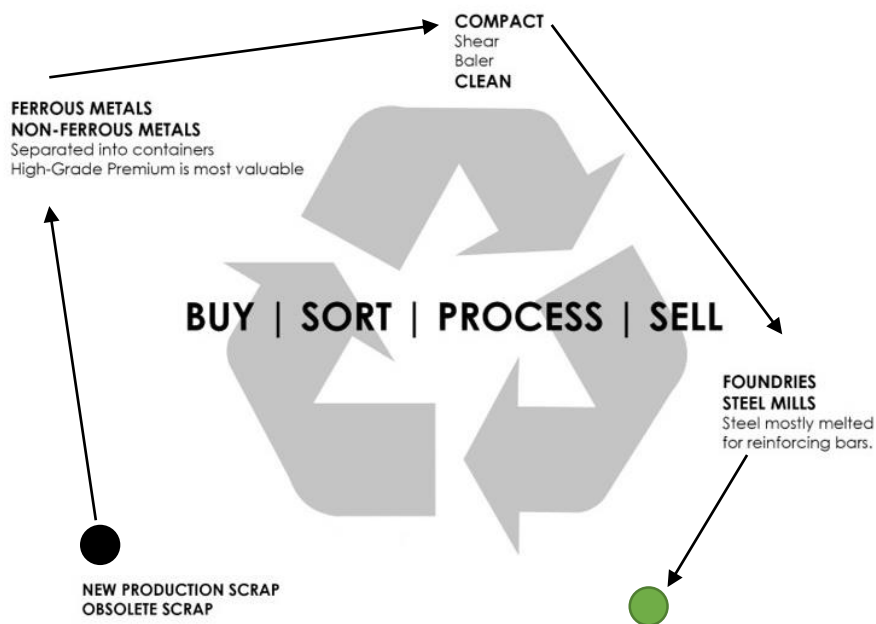 COMPACT
Shear
Baler
CLEAN
FERROUS METALS
NON-FERROUS METALS
Separated into containers
High-Grade Premium is most valuable
BUY | SORT | PROCESS | SELL
FOUNDRIES
STEEL MILLS
Steel mostly melted
for reinforcing bars.
NEW PRODUCTION SCRAP
OBSOLETE SCRAP